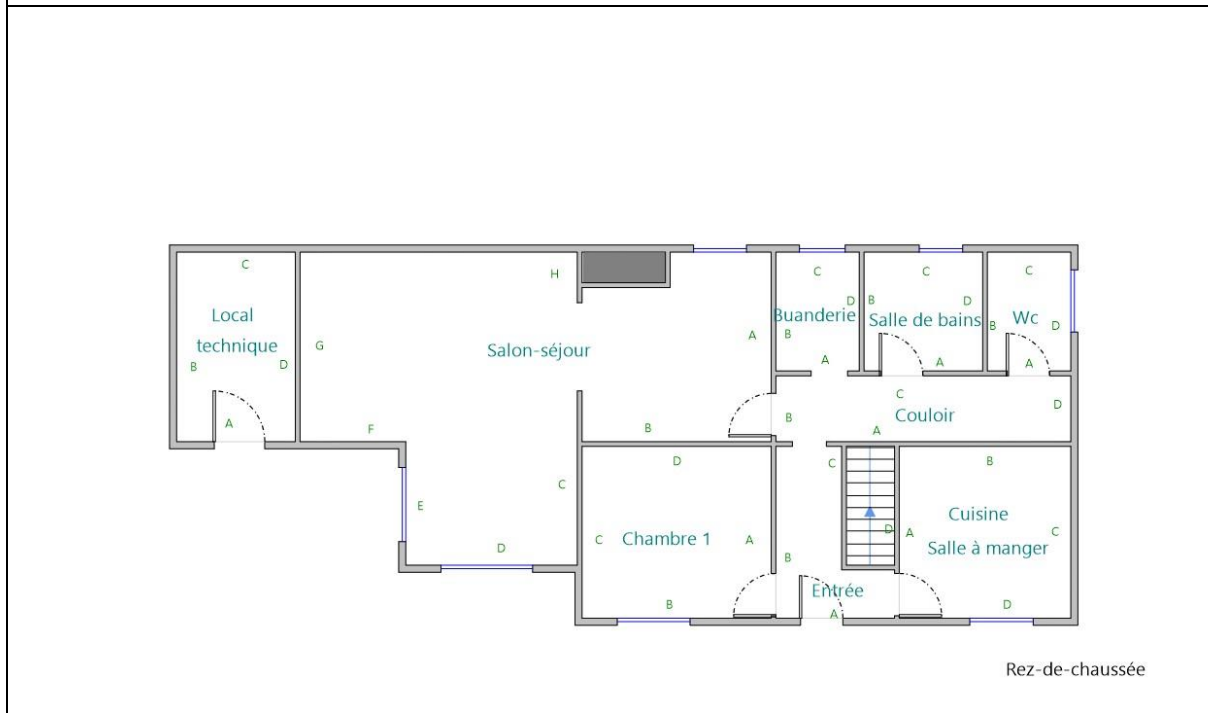 C
H
C
C
C
Local
technique
B
D
G
Salon-séjour
A
Buanderie
D
B
A
B
Salle de bains
D
A
B
Wc
D
A
A
F
B
B
C
Couloir
A
D
E
C
D
D
C
Chambre 1
A
B
C
B
D
Entrée
A
B
A
Cuisine
Salle à manger
C
D
Rez-de-chaussée